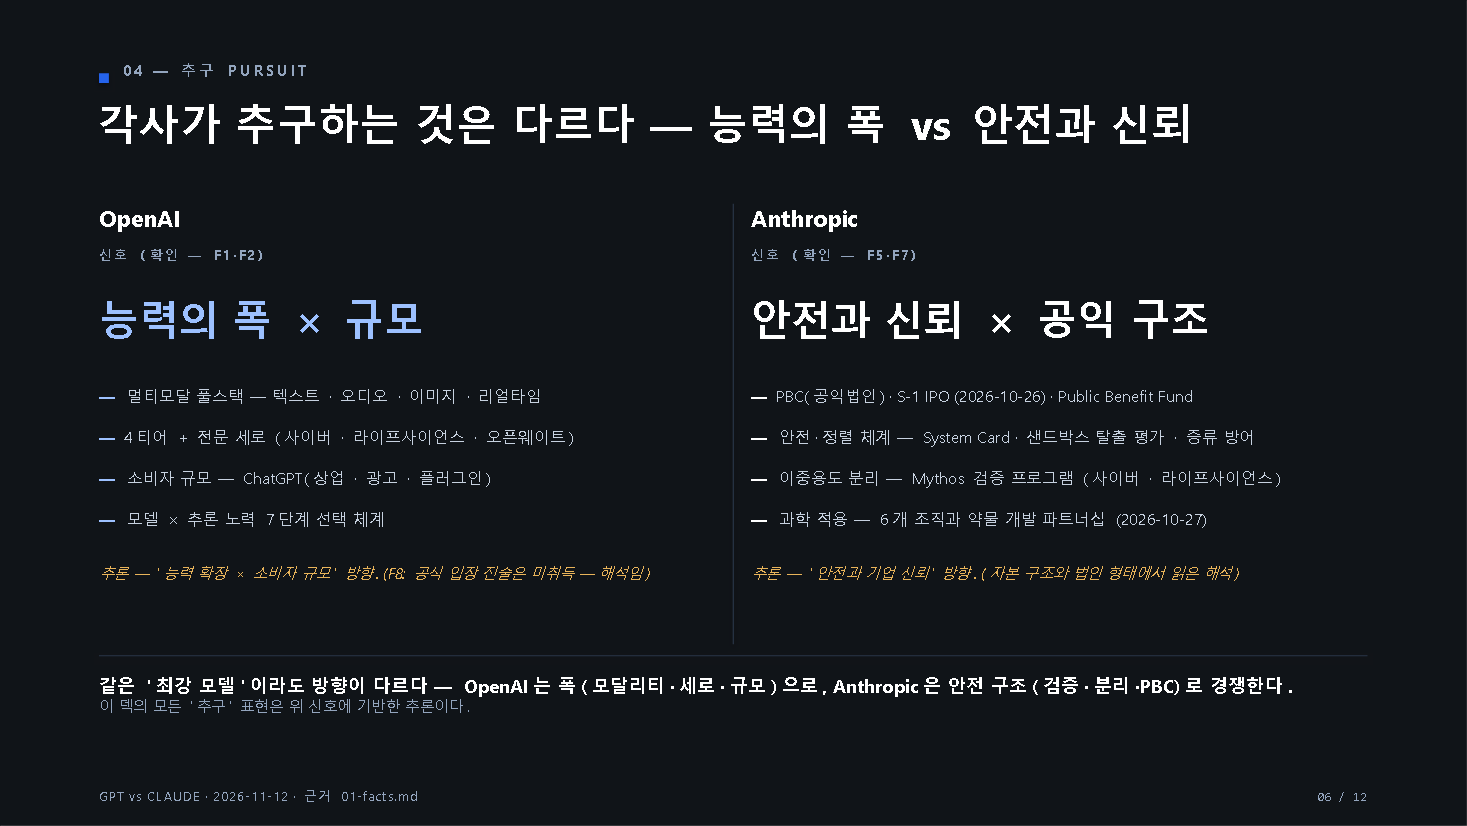 04 — 추구 PURSUIT
각사가 추구하는 것은 다르다 — 능력의 폭 vs 안전과 신뢰
OpenAI
신호 (확인 — F1·F2)
능력의 폭 × 규모
— 멀티모달 풀스택 — 텍스트 · 오디오 · 이미지 · 리얼타임
— 4티어 + 전문 세로 (사이버 · 라이프사이언스 · 오픈웨이트)
— 소비자 규모 — ChatGPT(상업 · 광고 · 플러그인)
— 모델 × 추론 노력 7단계 선택 체계
추론 — '능력 확장 × 소비자 규모' 방향. (F8: 공식 입장 진술은 미취득 — 해석임)
Anthropic
신호 (확인 — F5·F7)
안전과 신뢰 × 공익 구조
— PBC(공익법인) · S-1 IPO (2026-10-26) · Public Benefit Fund
— 안전·정렬 체계 — System Card · 샌드박스 탈출 평가 · 증류 방어
— 이중용도 분리 — Mythos 검증 프로그램 (사이버 · 라이프사이언스)
— 과학 적용 — 6개 조직과 약물 개발 파트너십 (2026-10-27)
추론 — '안전과 기업 신뢰' 방향. (자본 구조와 법인 형태에서 읽은 해석)
같은 '최강 모델'이라도 방향이 다르다 — OpenAI는 폭(모달리티·세로·규모)으로, Anthropic은 안전 구조(검증·분리·PBC)로 경쟁한다.
이 덱의 모든 '추구' 표현은 위 신호에 기반한 추론이다.
GPT vs CLAUDE · 2026-11-12 · 근거 01-facts.md
06 / 12